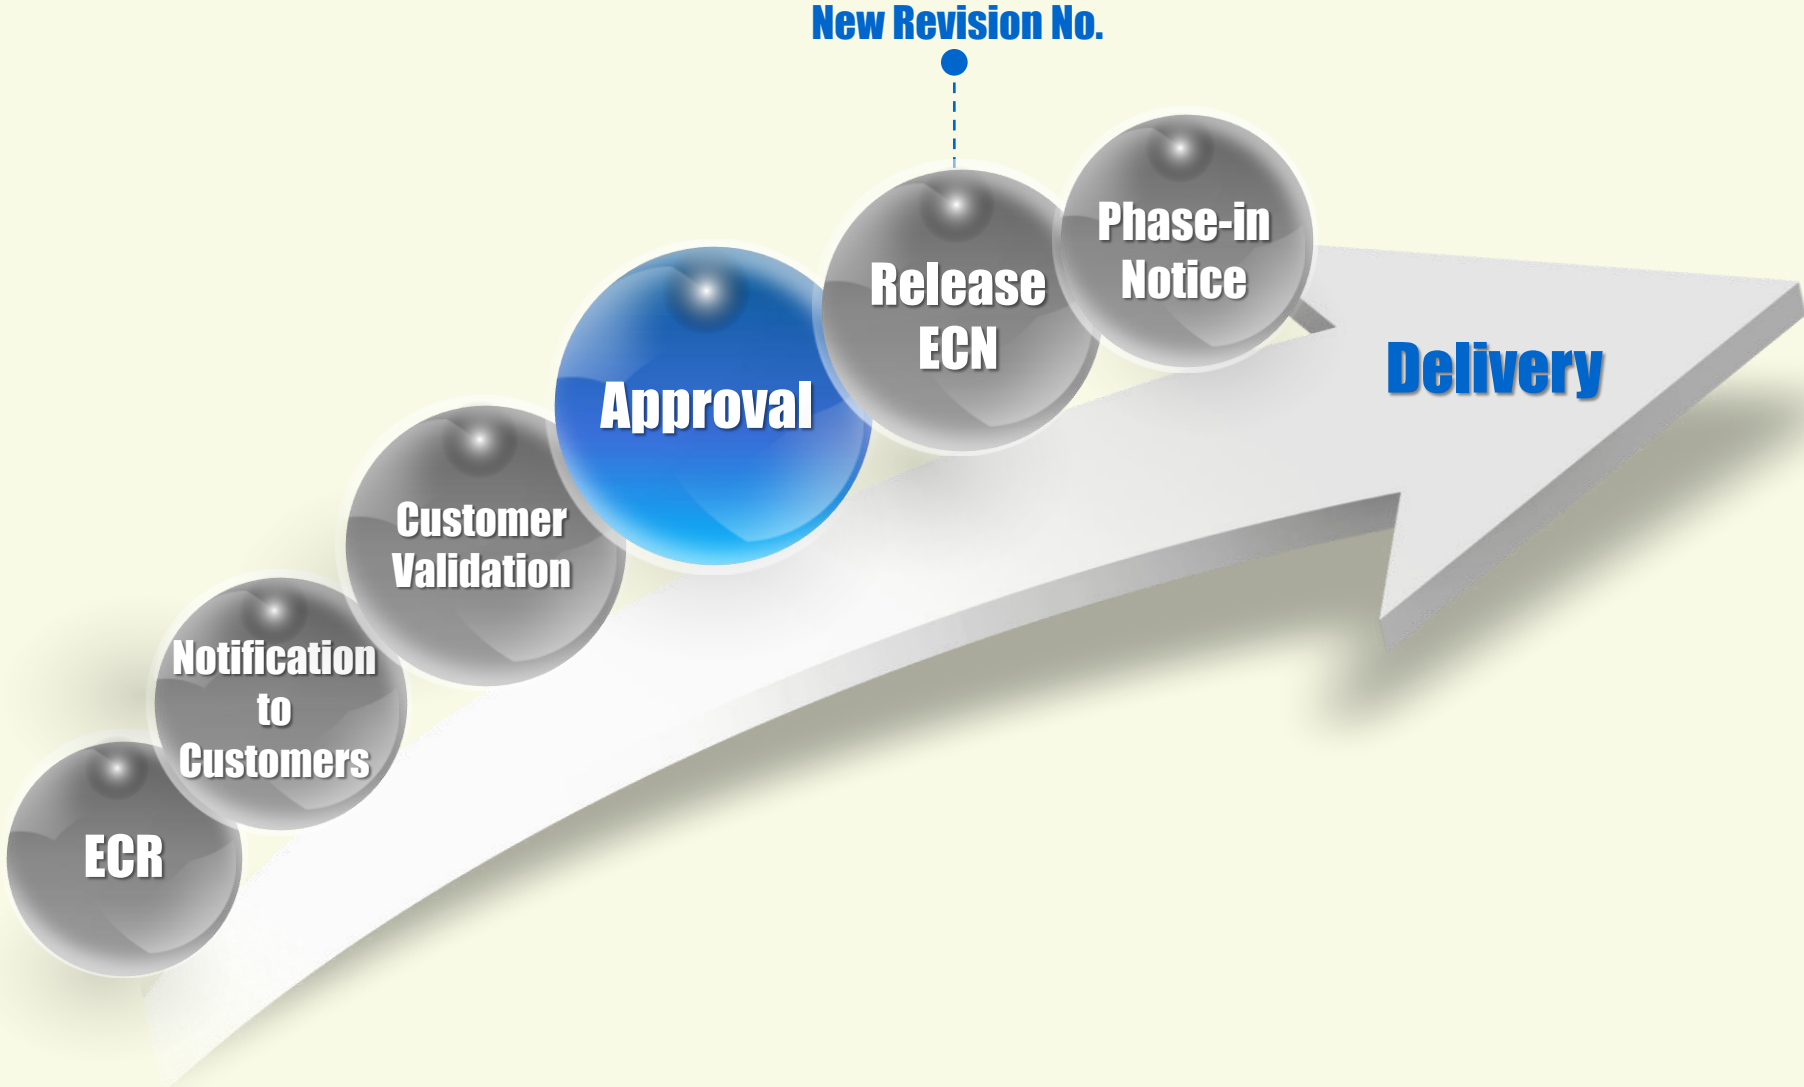 New Revision No.
Phase-in
Notice
Release
ECN
Delivery
Approval
Customer
Validation
Notification
to
Customers
ECR